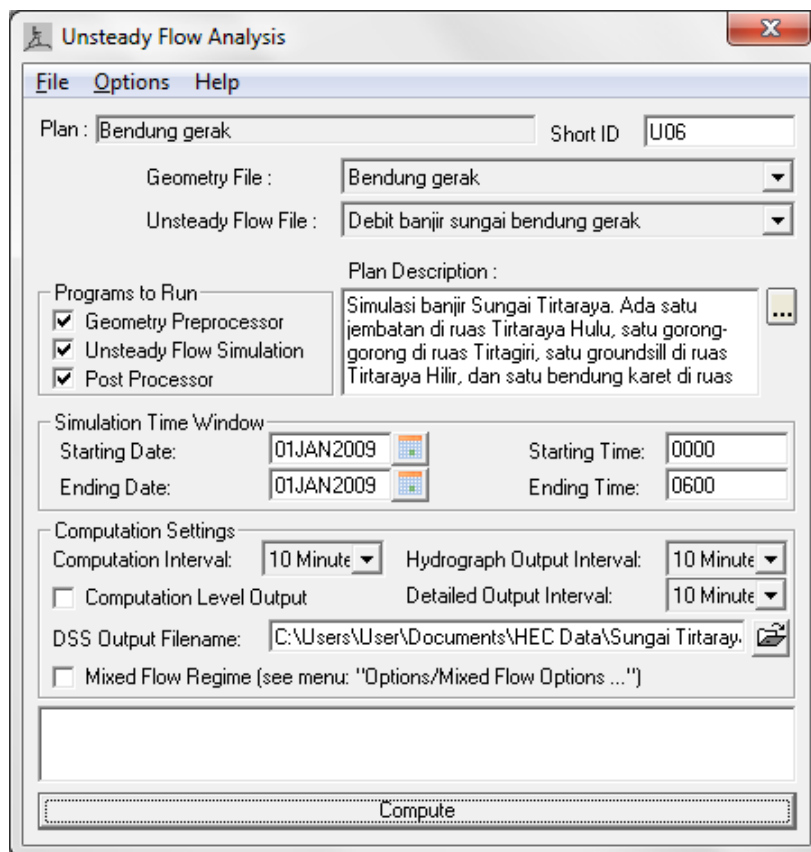 Unsteady Flow Analysis
File Options Help
Plan : Bendung gerak Short ID U06
Geometry File : Bendung gerak
Unsteady Flow File : Debit banjir sungai bendung gerak
Plan Description :
Programs to Run
Geometry Preprocessor
Unsteady Flow Simulation
Post Processor
Simulasi banjir Sungai Tirtaraya. Ada satu
jembatan di ruas Tirtaraya Hulu, satu gorong-
gorong di ruas Tirtagiri, satu groundsill di ruas
Tirtaraya Hilir, dan satu bendung karet di ruas
...
Simulation Time Window
Starting Date: 01JAN2009 Starting Time: 0000
Ending Date: 01JAN2009 Ending Time: 0600
Computation Settings
Computation Interval: 10 Minute Hydrograph Output Interval: 10 Minute
Computation Level Output Detailed Output Interval: 10 Minute
DSS Output Filename: C:\Users\User\Documents\HEC Data\Sungai Tirtaray
Mixed Flow Regime (see menu: "Options/Mixed Flow Options ...")
Compute